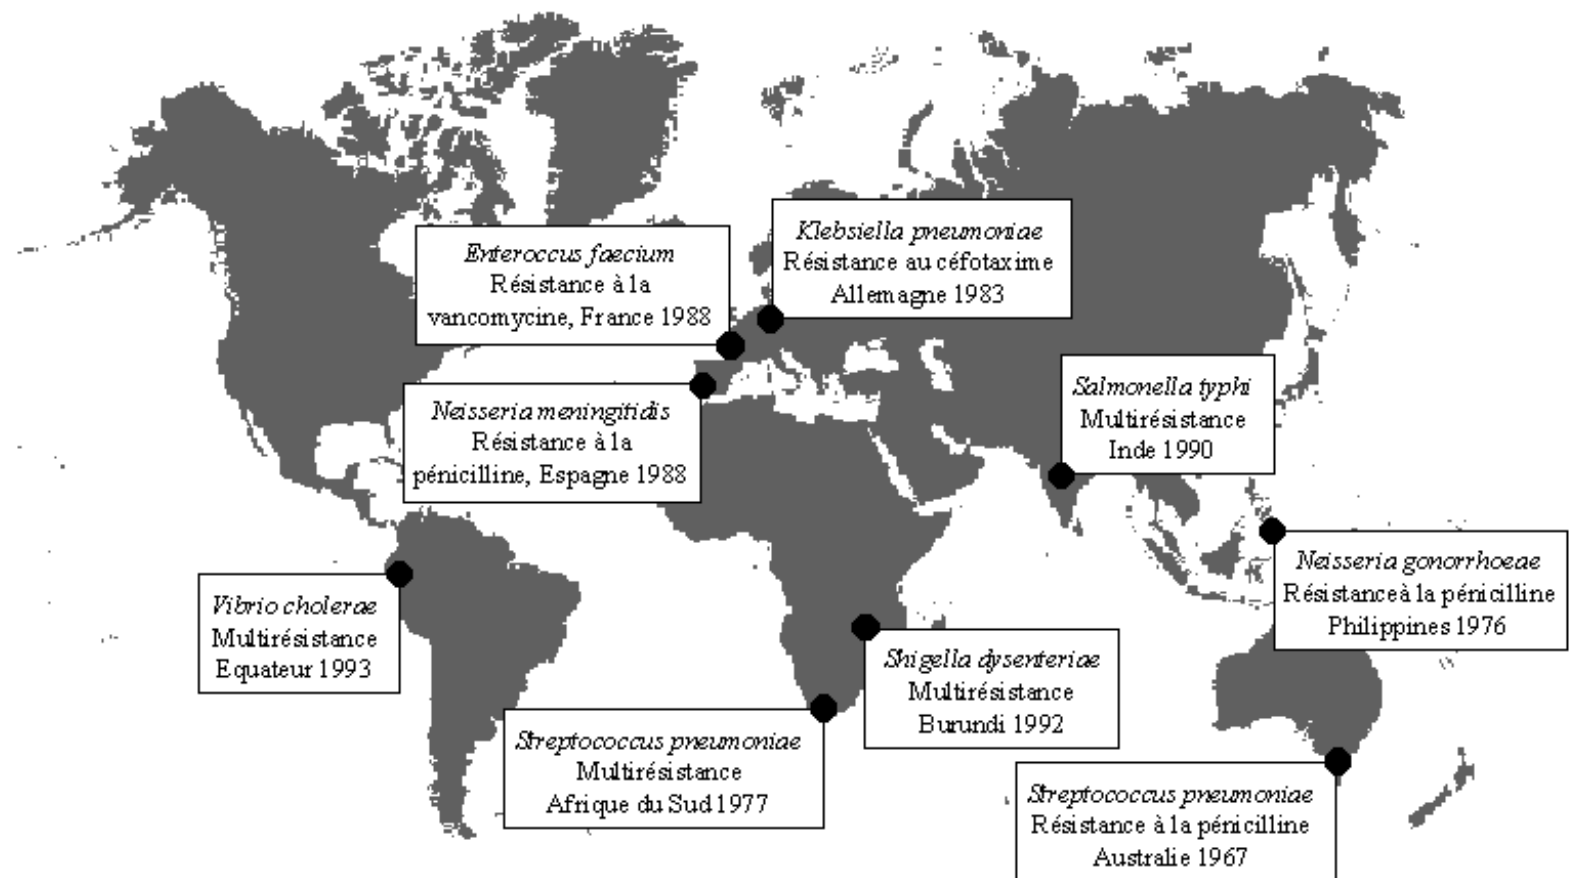 Klebsiella pneumoniae
Résistance au céfotaxime
Allemagne 1983
Enteroccus faecium
Résistance à la
vancomycine, France 1988
Neisseria meningitidis
Résistance à la
pénicilline, Espagne 1988
Salmonella typhi
Multirésistance
Inde 1990
Neisseria gonorrhoeae
Résistance à la pénicilline
Philippines 1976
Vibrio cholerae
Multirésistance
Equateur 1993
Shigella dysenteriae
Multirésistance
Burundi 1992
Streptococcus pneumoniae
Multirésistance
Afrique du Sud 1977
Streptococcus pneumoniae
Résistance à la pénicilline
Australie 1967